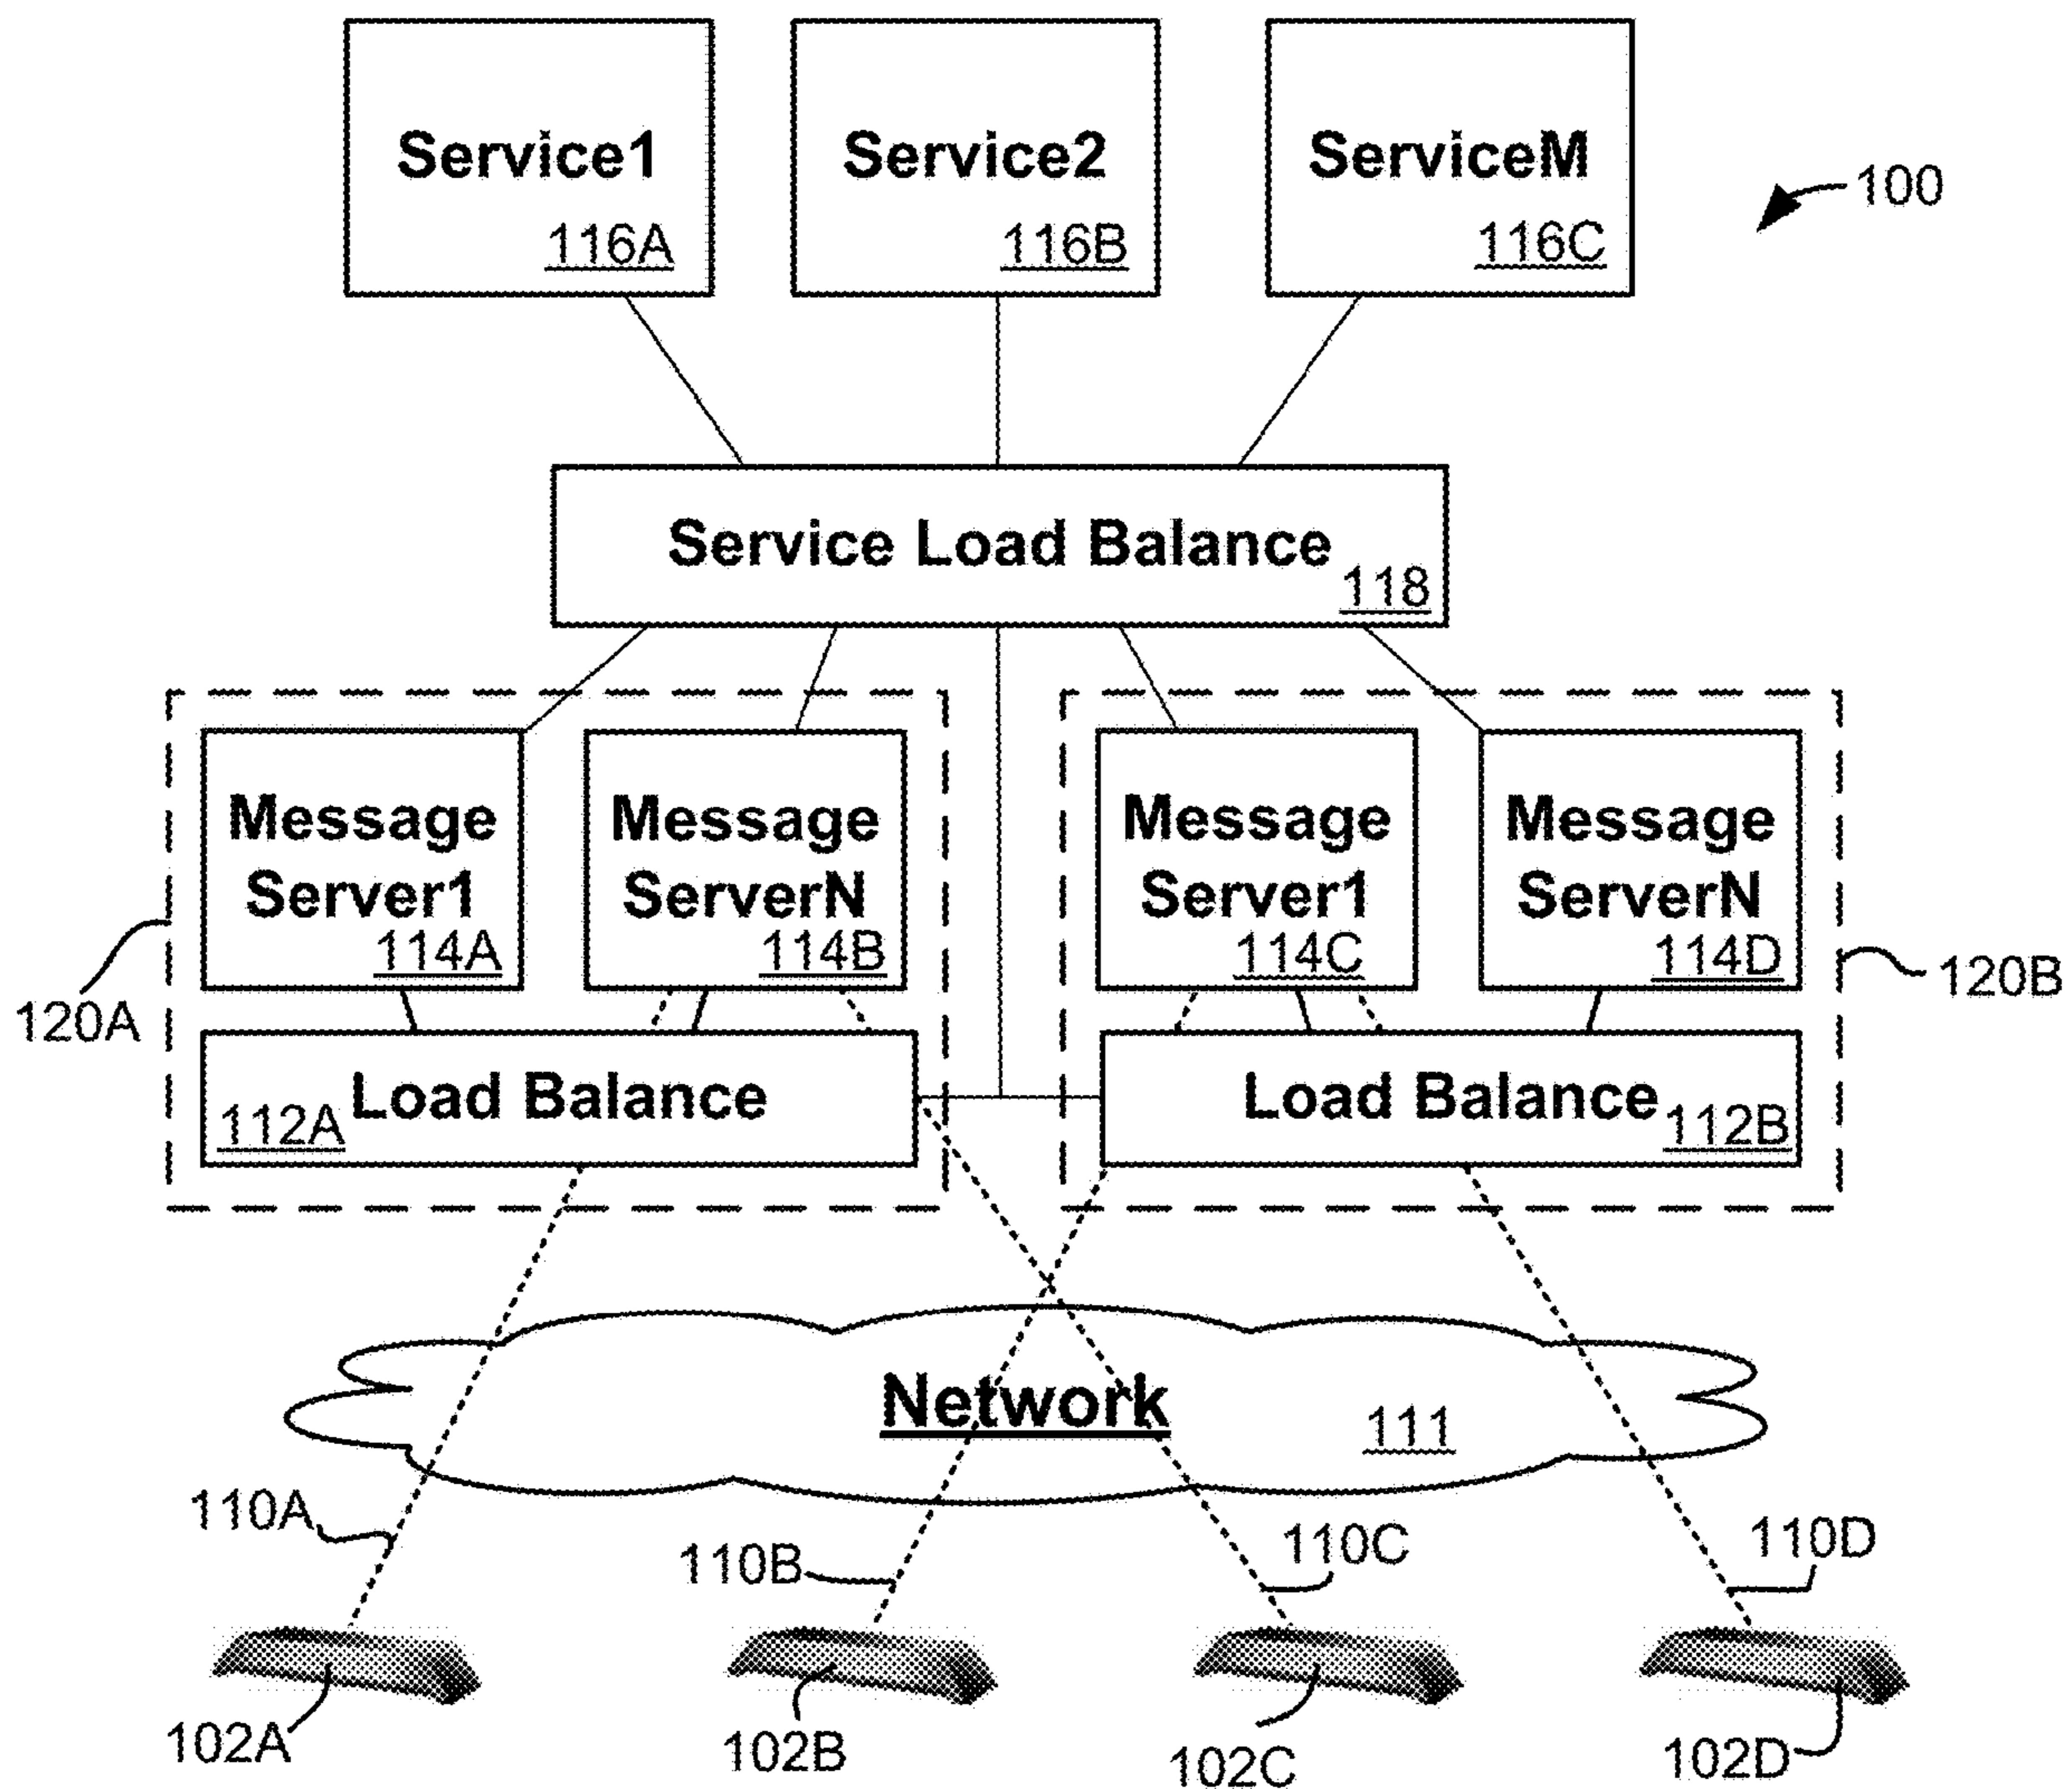 Service1
116A
Service2
116B
ServiceM
116C
100
Service Load Balance
118
Message
Server1
114A
Message
ServerN
114B
Message
Server1
114C
Message
ServerN
114D
120A
120B
Load Balance
112A
Load Balance
112B
Network
111
110A
110B
110C
110D
102A
102B
102C
102D